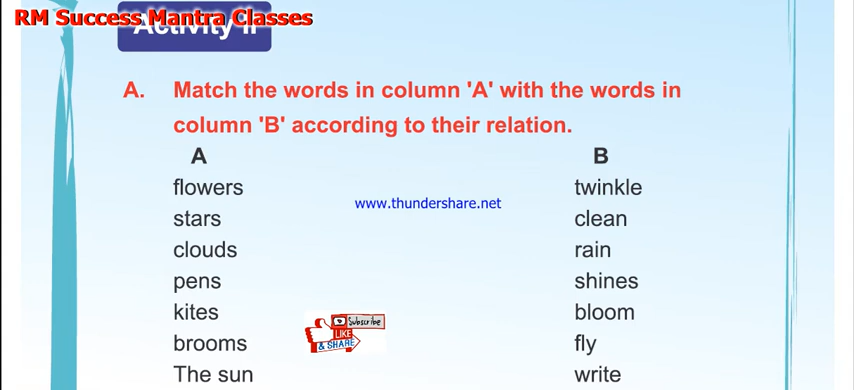 RM Success Mantra Classes
Activity II
A. Match the words in column 'A' with the words in
column 'B' according to their relation.
A B
flowers twinkle
www.thundershare.net
stars clean
clouds rain
pens shines
kites bloom
Subscribe
LIKE
& SHARE
brooms fly
The sun write